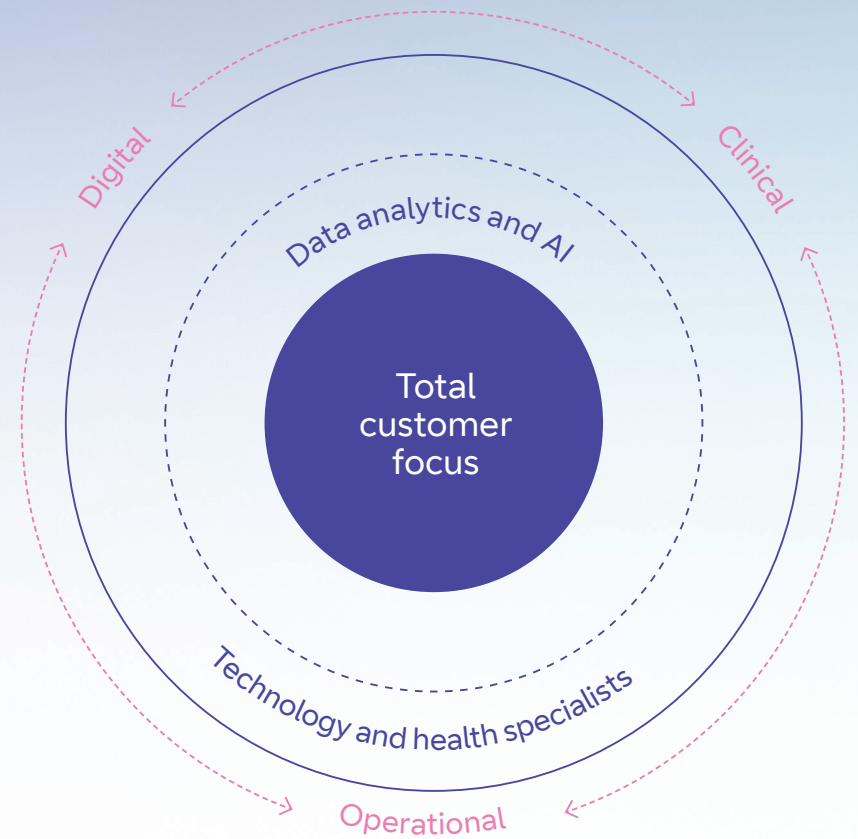 Digital
Clinical
Data analytics and AI
Total
customer
focus
Technology and health specialists
Operational